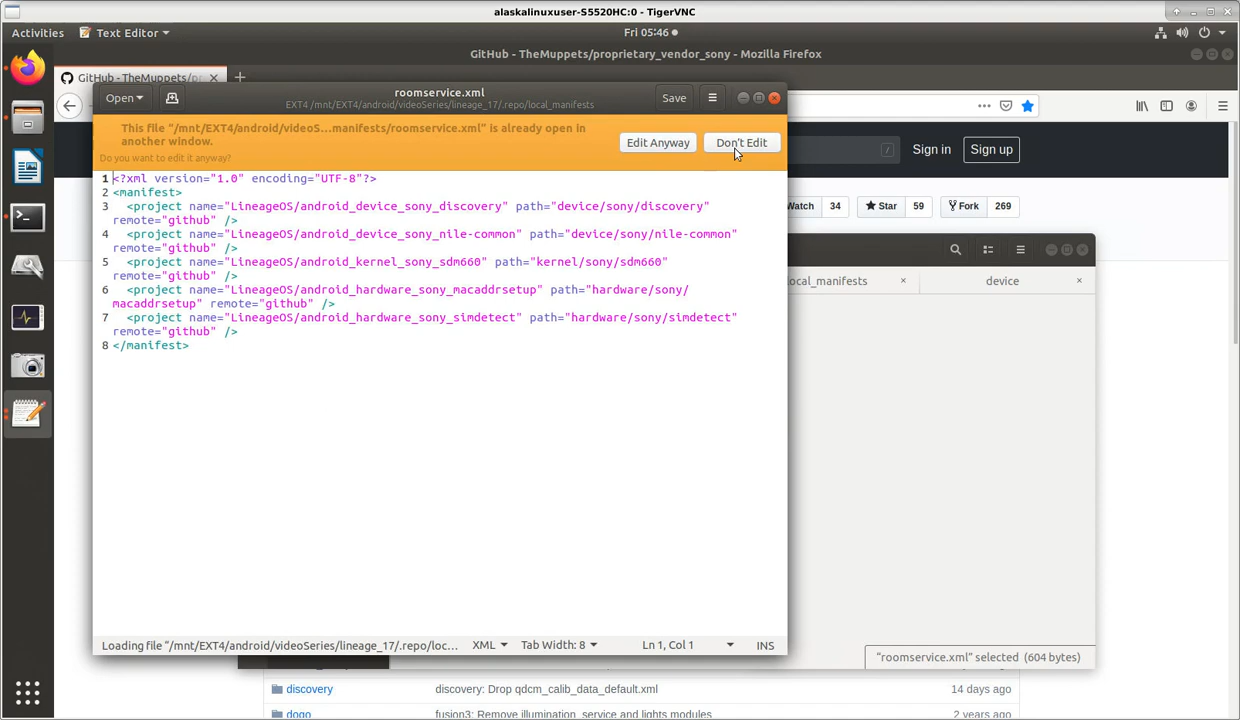 alaskalinuxuser-S5520HC:0 - TigerVNC
Activities
Text Editor
Fri 05:46
GitHub - TheMuppets/proprietary_vendor_sony - Mozilla Firefox
GitHub - TheMuppets/p
Open
roomservice.xml
EXT4 /mnt/EXT4/android/videoSeries/lineage_17/.repo/local_manifests
Save
This file “/mnt/EXT4/android/videoS…manifests/roomservice.xml” is already open in
another window.
Do you want to edit it anyway?
Edit Anyway
Don't Edit
/
Sign in
Sign up
1 <?xml version="1.0" encoding="UTF-8"?>
2 <manifest>
3 <project name="LineageOS/android_device_sony_discovery" path="device/sony/discovery"
remote="github" />
4 <project name="LineageOS/android_device_sony_nile-common" path="device/sony/nile-common"
remote="github" />
5 <project name="LineageOS/android_kernel_sony_sdm660" path="kernel/sony/sdm660"
remote="github" />
6 <project name="LineageOS/android_hardware_sony_macaddrsetup" path="hardware/sony/
macaddrsetup" remote="github" />
7 <project name="LineageOS/android_hardware_sony_simdetect" path="hardware/sony/simdetect"
remote="github" />
8 </manifest>
Watch 34
Star 59
Fork 269
local_manifests
device
Loading file “/mnt/EXT4/android/videoSeries/lineage_17/.repo/loc…
XML
Tab Width: 8
Ln 1, Col 1
INS
“roomservice.xml” selected (604 bytes)
discovery
discovery: Drop qdcm_calib_data_default.xml
14 days ago
dogo
fusion3: Remove illumination_service and lights modules
2 years ago